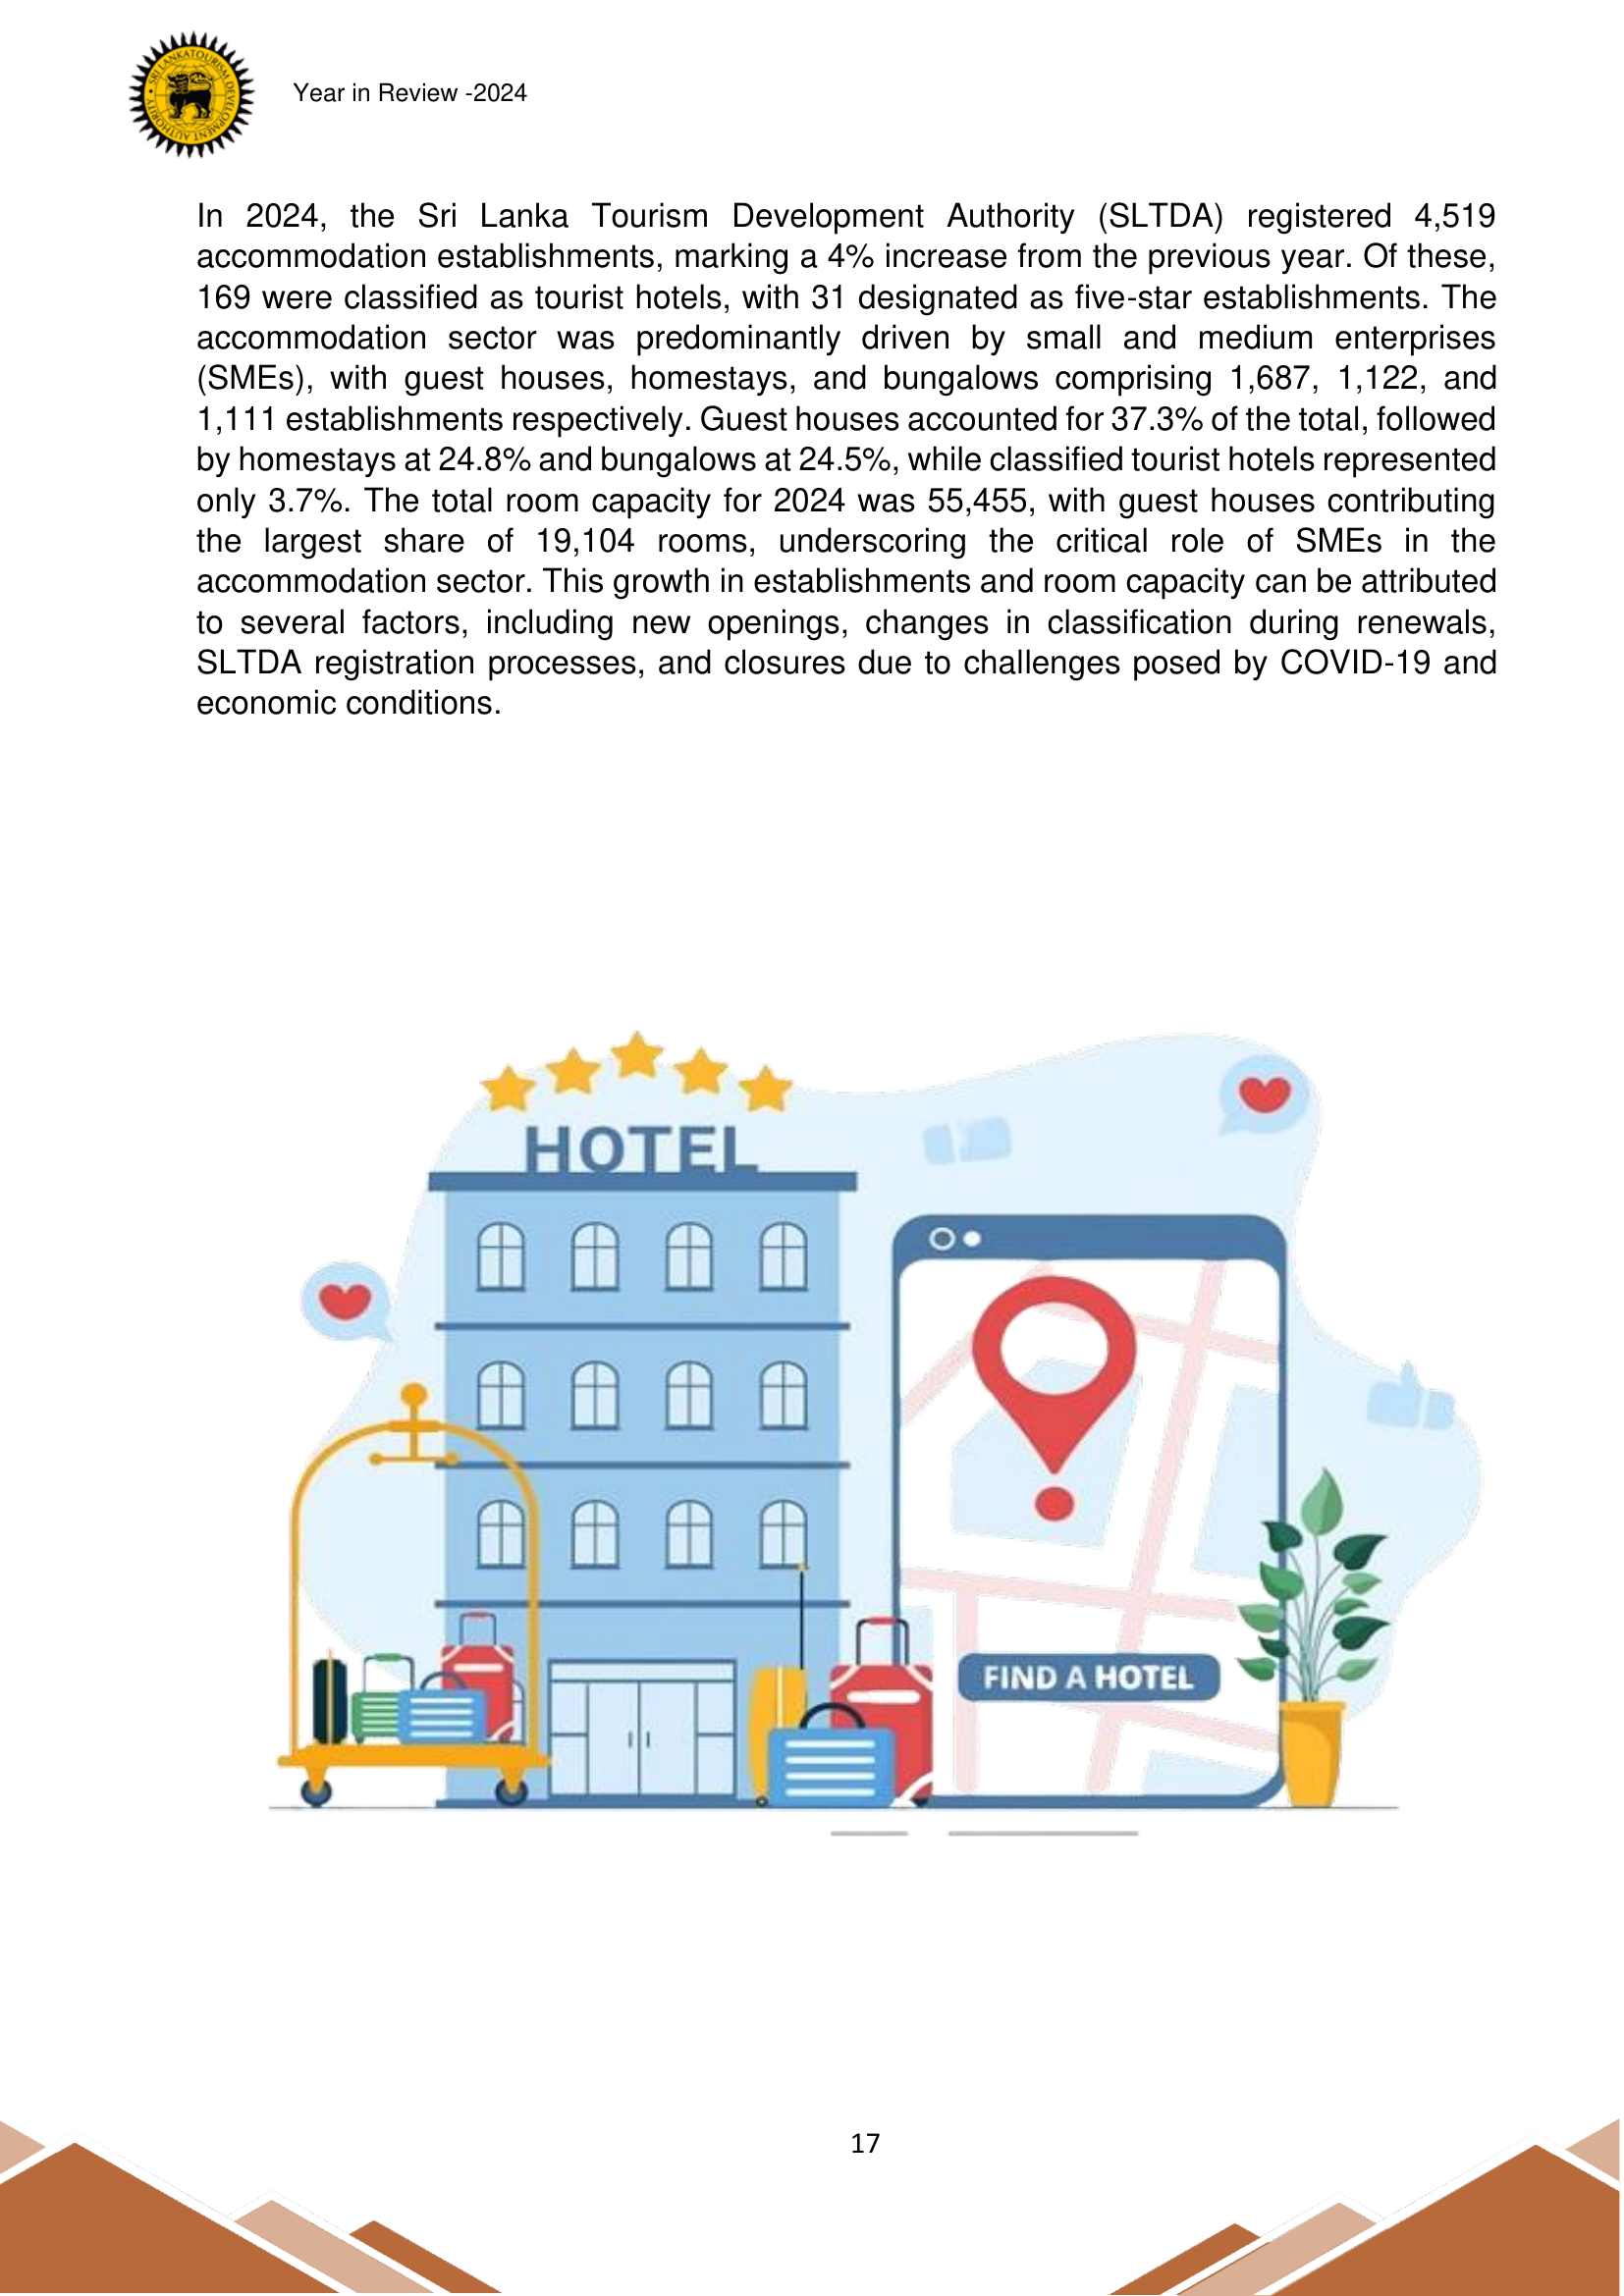 SRI LANKA TOURISM DEVELOPMENT AUTHORITY
Year in Review -2024
In 2024, the Sri Lanka Tourism Development Authority (SLTDA) registered 4,519
accommodation establishments, marking a 4% increase from the previous year. Of these,
169 were classified as tourist hotels, with 31 designated as five-star establishments. The
accommodation sector was predominantly driven by small and medium enterprises
(SMEs), with guest houses, homestays, and bungalows comprising 1,687, 1,122, and
1,111 establishments respectively. Guest houses accounted for 37.3% of the total, followed
by homestays at 24.8% and bungalows at 24.5%, while classified tourist hotels represented
only 3.7%. The total room capacity for 2024 was 55,455, with guest houses contributing
the largest share of 19,104 rooms, underscoring the critical role of SMEs in the
accommodation sector. This growth in establishments and room capacity can be attributed
to several factors, including new openings, changes in classification during renewals,
SLTDA registration processes, and closures due to challenges posed by COVID-19 and
economic conditions.
HOTEL
FIND A HOTEL
17